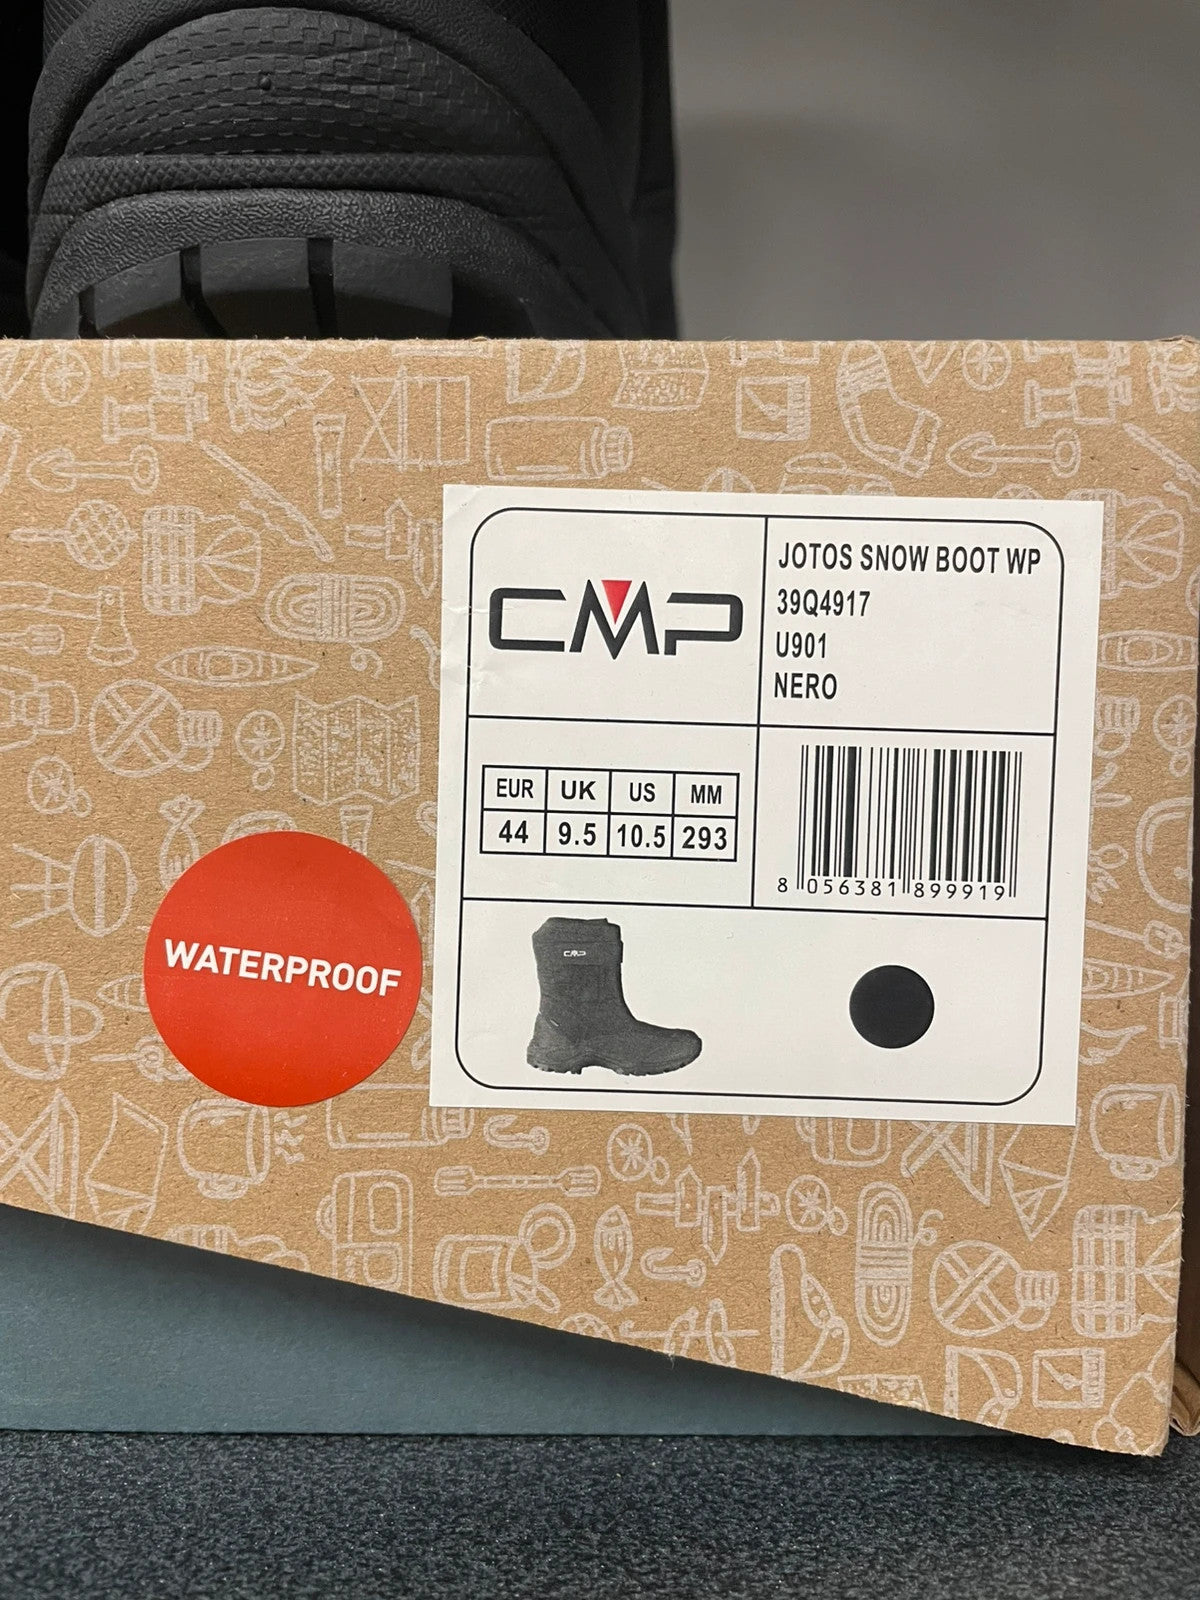 CMP
JOTOS SNOW BOOT WP
39Q4917
U901
NERO
EUR UK US MM
44 9.5 10.5 293
8 056381 899919
WATERPROOF
CMP